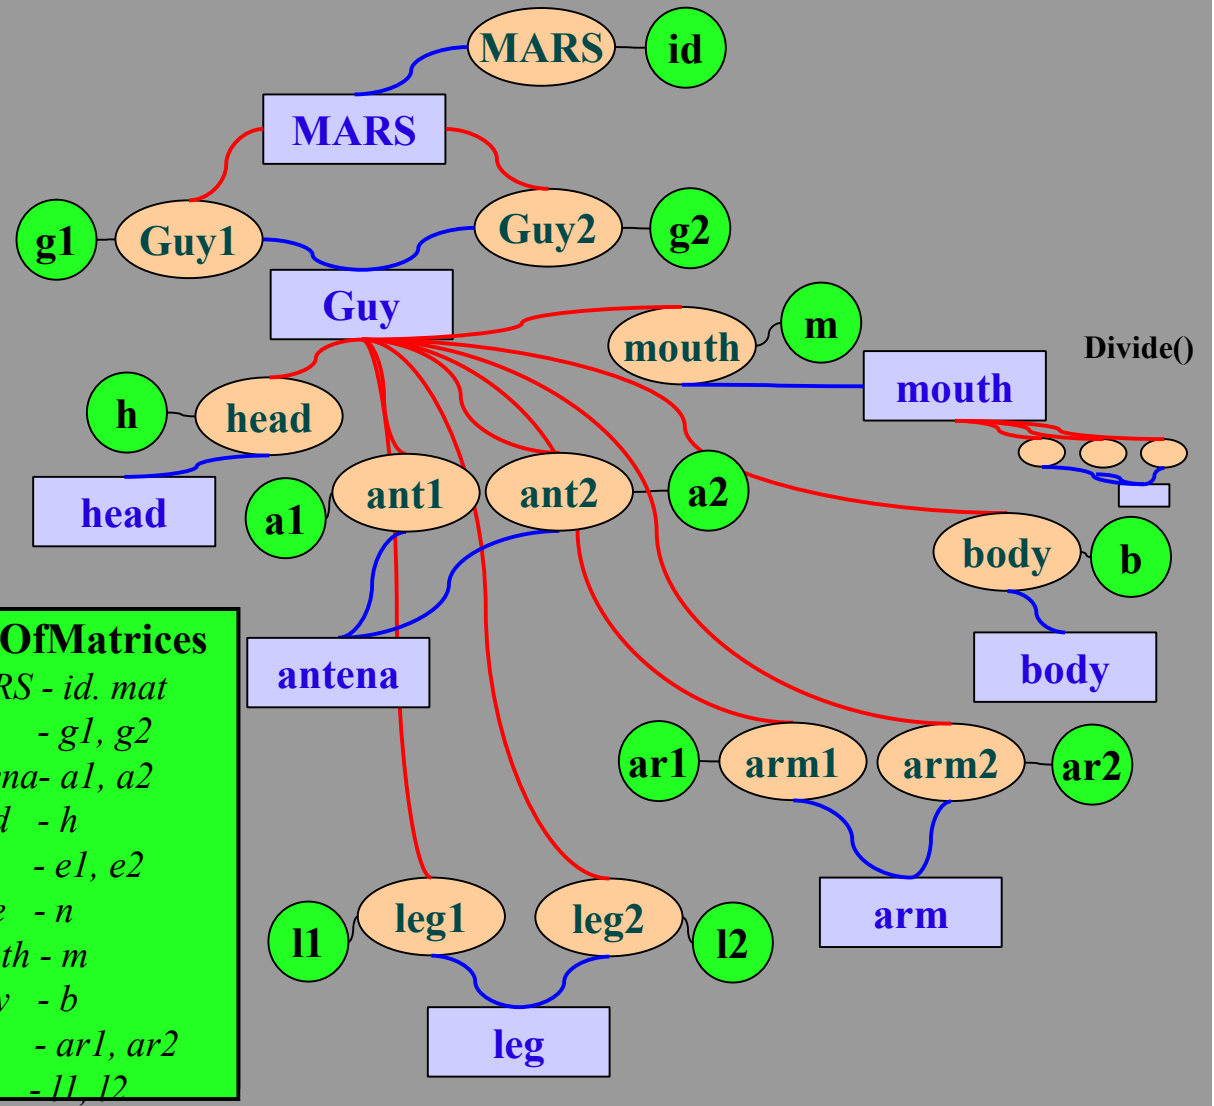 MARS
id
MARS
g1
Guy1
Guy2
g2
Guy
mouth
m
Divide()
mouth
h
head
ant1
ant2
a2
head
a1
body
b
OfMatrices
RS - id. mat
- g1, g2
na- a1, a2
d - h
- e1, e2
e - n
th - m
y - b
- ar1, ar2
- l1, l2
antena
body
ar1
arm1
arm2
ar2
leg1
leg2
arm
l1
l2
leg